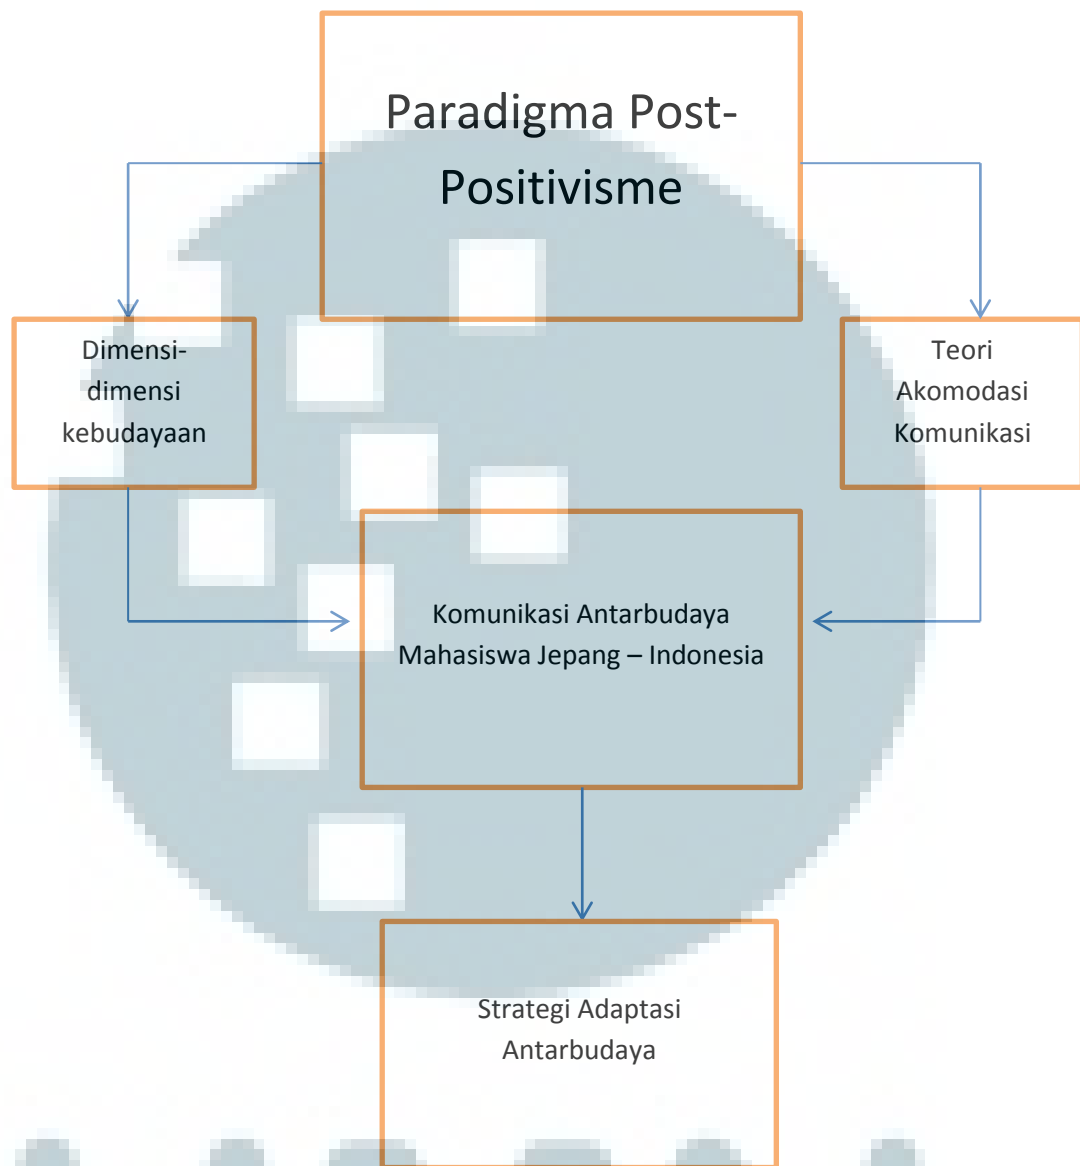 Paradigma Post-
Positivisme
Dimensi-
dimensi
kebudayaan
Teori
Akomodasi
Komunikasi
Komunikasi Antarbudaya
Mahasiswa Jepang – Indonesia
Strategi Adaptasi
Antarbudaya